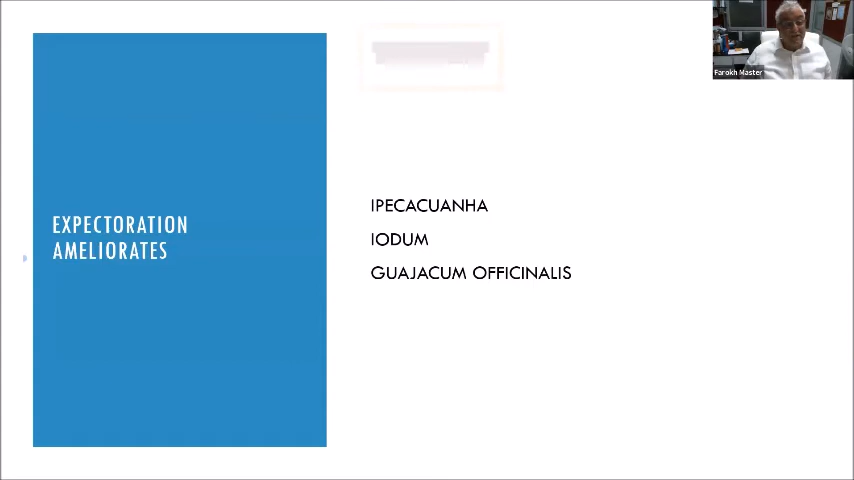 Farokh Master
EXPECTORATION
AMELIORATES
IPECACUANHA
IODUM
GUAJACUM OFFICINALIS